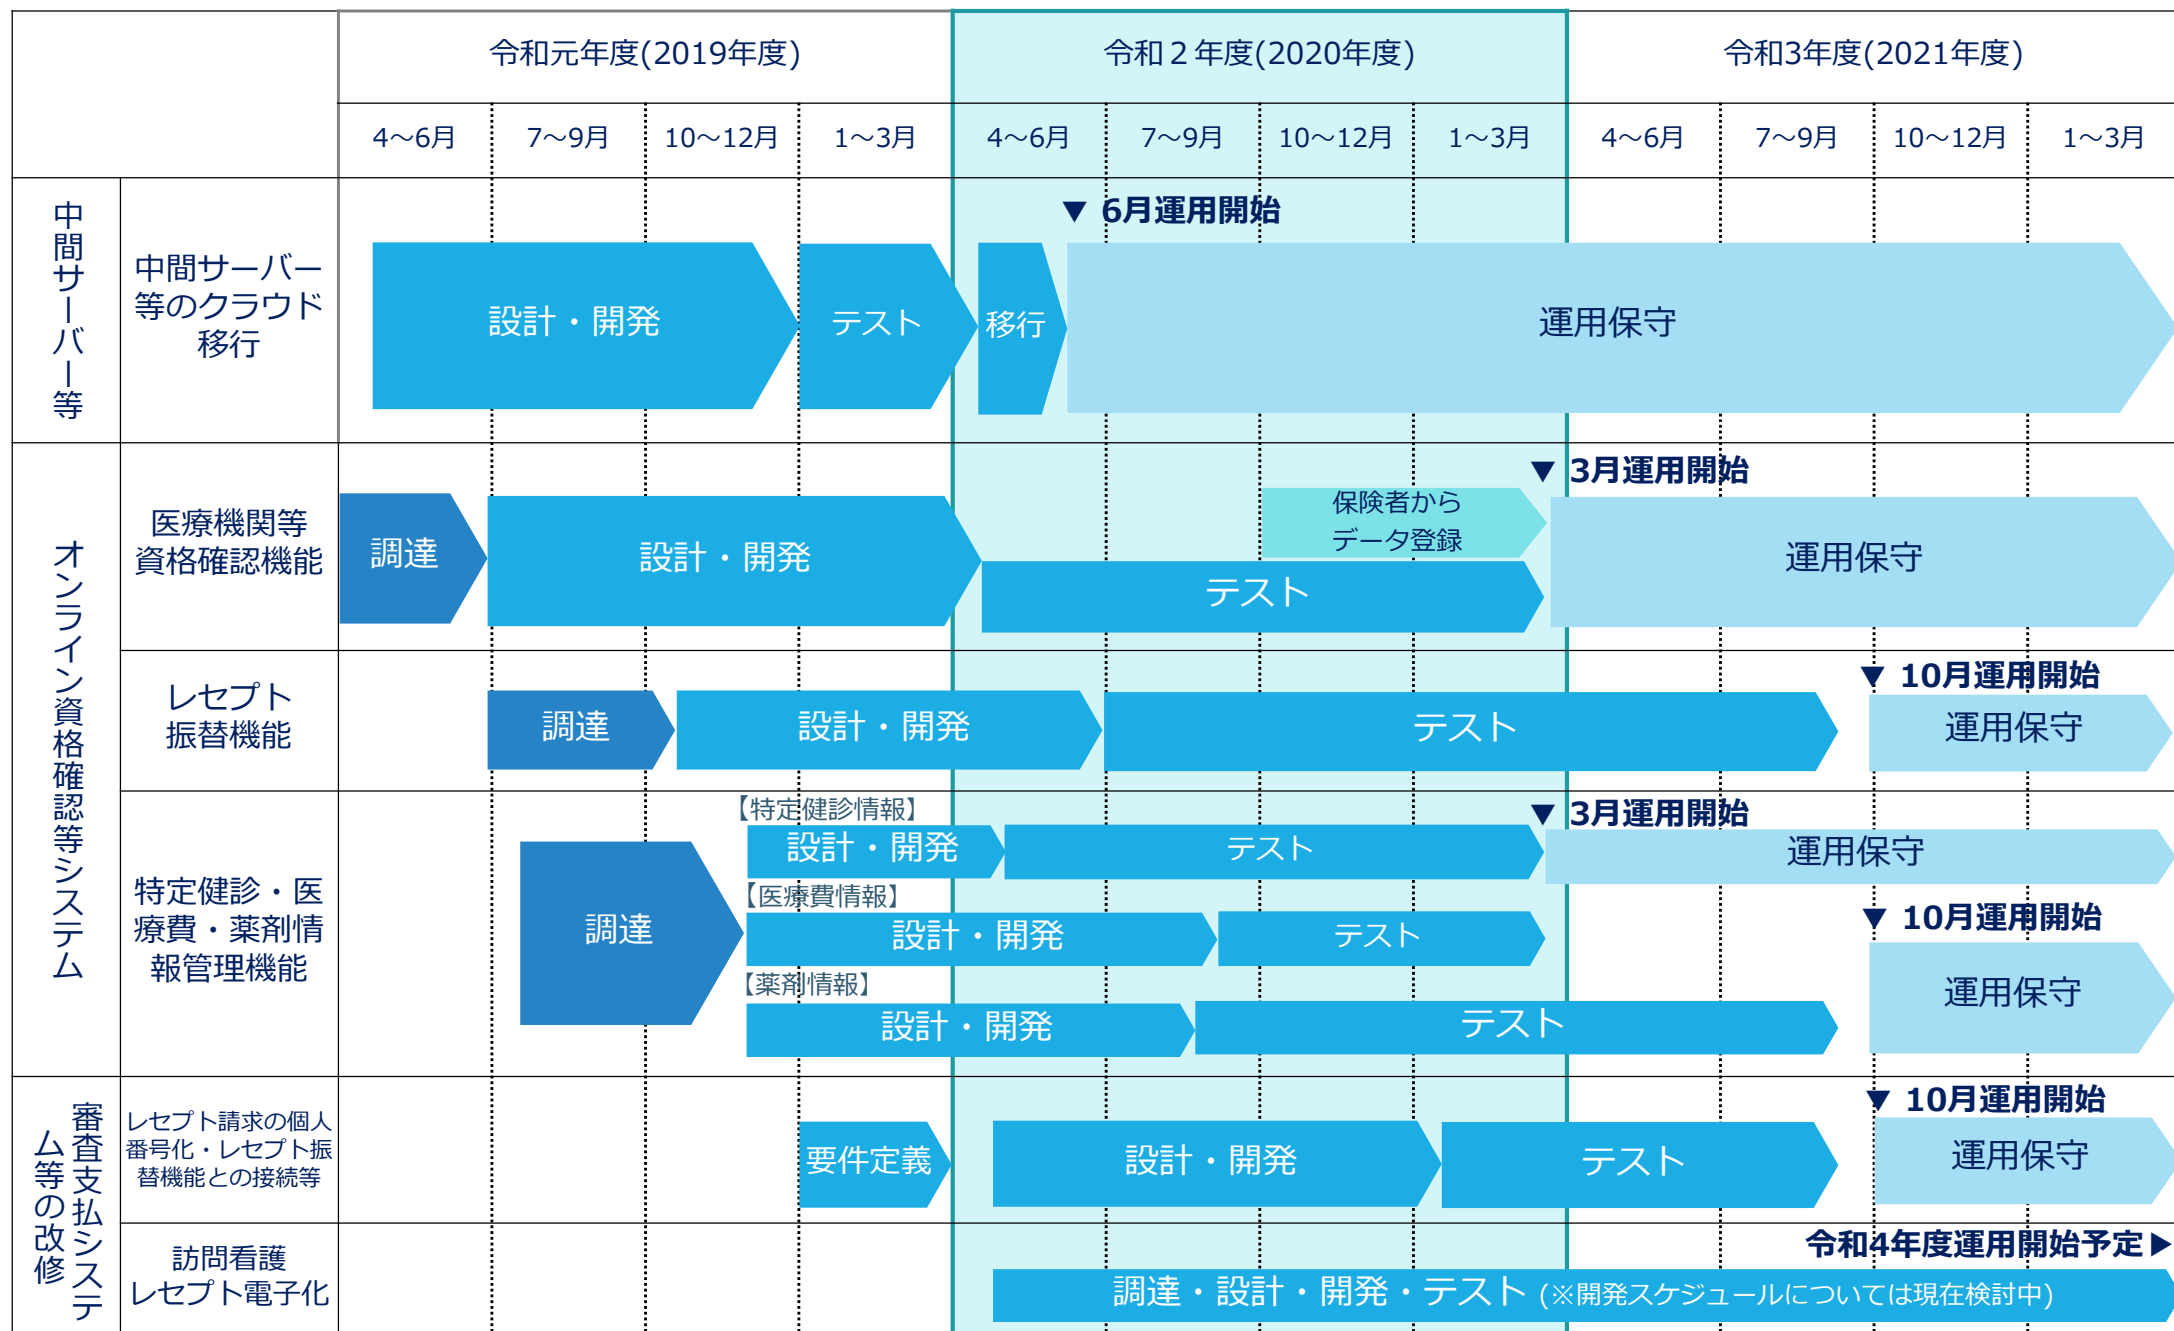 令和元年度(2019年度)
令和２年度(2020年度)
令和3年度(2021年度)
4～6月
7～9月
10～12月
1～3月
4～6月
7～9月
10～12月
1～3月
4～6月
7～9月
10～12月
1～3月
中間サーバー等
中間サーバー
等のクラウド
移行
▼ 6月運用開始
設計・開発
テスト
移行
運用保守
オンライン資格確認等システム
医療機関等
資格確認機能
▼ 3月運用開始
調達
設計・開発
保険者から
データ登録
テスト
運用保守
レセプト
振替機能
▼ 10月運用開始
調達
設計・開発
テスト
運用保守
特定健診・医
療費・薬剤情
報管理機能
調達
【特定健診情報】
▼ 3月運用開始
設計・開発
テスト
運用保守
【医療費情報】
▼ 10月運用開始
設計・開発
テスト
運用保守
【薬剤情報】
設計・開発
テスト
審査支払システ
ム等の改修
レセプト請求の個人
番号化・レセプト振
替機能との接続等
▼ 10月運用開始
要件定義
設計・開発
テスト
運用保守
訪問看護
レセプト電子化
令和4年度運用開始予定▶
調達・設計・開発・テスト (※開発スケジュールについては現在検討中)